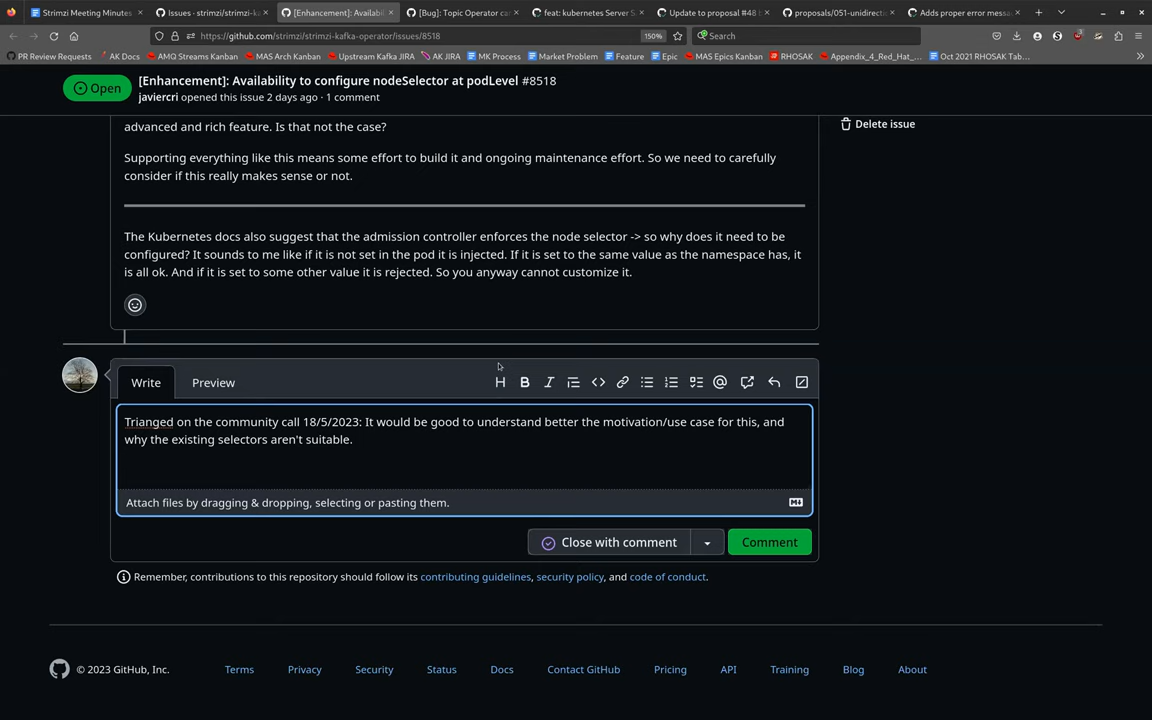 Strimzi Meeting Minutes
Issues · strimzi/strimzi-ka
[Enhancement]: Availabi
[Bug]: Topic Operator can
feat: kubernetes Server S
Update to proposal #48 b
proposals/051-unidirectio
Adds proper error messa
https://github.com/strimzi/strimzi-kafka-operator/issues/8518
150%
Search
PR Review Requests
AK Docs
AMQ Streams Kanban
MAS Arch Kanban
Upstream Kafka JIRA
AK JIRA
MK Process
Market Problem
Feature
Epic
MAS Epics Kanban
RHOSAK
Appendix_4_Red_Hat_...
Oct 2021 RHOSAK Tab...
Open
[Enhancement]: Availability to configure nodeSelector at podLevel #8518
javiercri opened this issue 2 days ago · 1 comment
advanced and rich feature. Is that not the case?
Delete issue
Supporting everything like this means some effort to build it and ongoing maintenance effort. So we need to carefully
consider if this really makes sense or not.
The Kubernetes docs also suggest that the admission controller enforces the node selector -> so why does it need to be
configured? It sounds to me like if it is not set in the pod it is injected. If it is set to the same value as the namespace has, it
is all ok. And if it is set to some other value it is rejected. So you anyway cannot customize it.
Write
Preview
Trianged on the community call 18/5/2023: It would be good to understand better the motivation/use case for this, and
why the existing selectors aren't suitable.
Attach files by dragging & dropping, selecting or pasting them.
Close with comment
Comment
Remember, contributions to this repository should follow its contributing guidelines, security policy, and code of conduct.
© 2023 GitHub, Inc.
Terms
Privacy
Security
Status
Docs
Contact GitHub
Pricing
API
Training
Blog
About